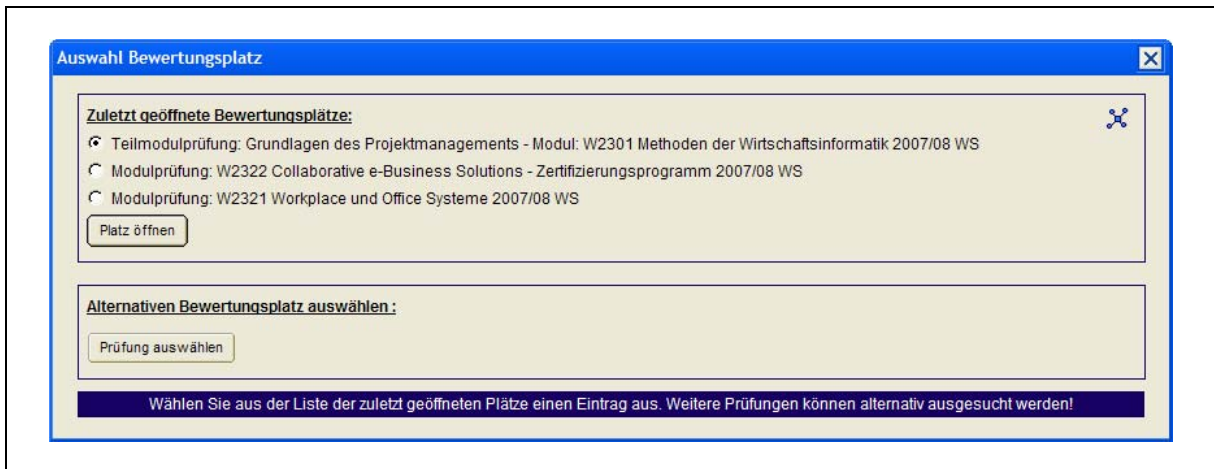 Auswahl Bewertungsplatz
Zuletzt geöffnete Bewertungsplätze:
Teilmodulprüfung: Grundlagen des Projektmanagements - Modul: W2301 Methoden der Wirtschaftsinformatik 2007/08 WS
Modulprüfung: W2322 Collaborative e-Business Solutions - Zertifizierungsprogramm 2007/08 WS
Modulprüfung: W2321 Workplace und Office Systeme 2007/08 WS
Platz öffnen
Alternativen Bewertungsplatz auswählen :
Prüfung auswählen
Wählen Sie aus der Liste der zuletzt geöffneten Plätze einen Eintrag aus. Weitere Prüfungen können alternativ ausgesucht werden!